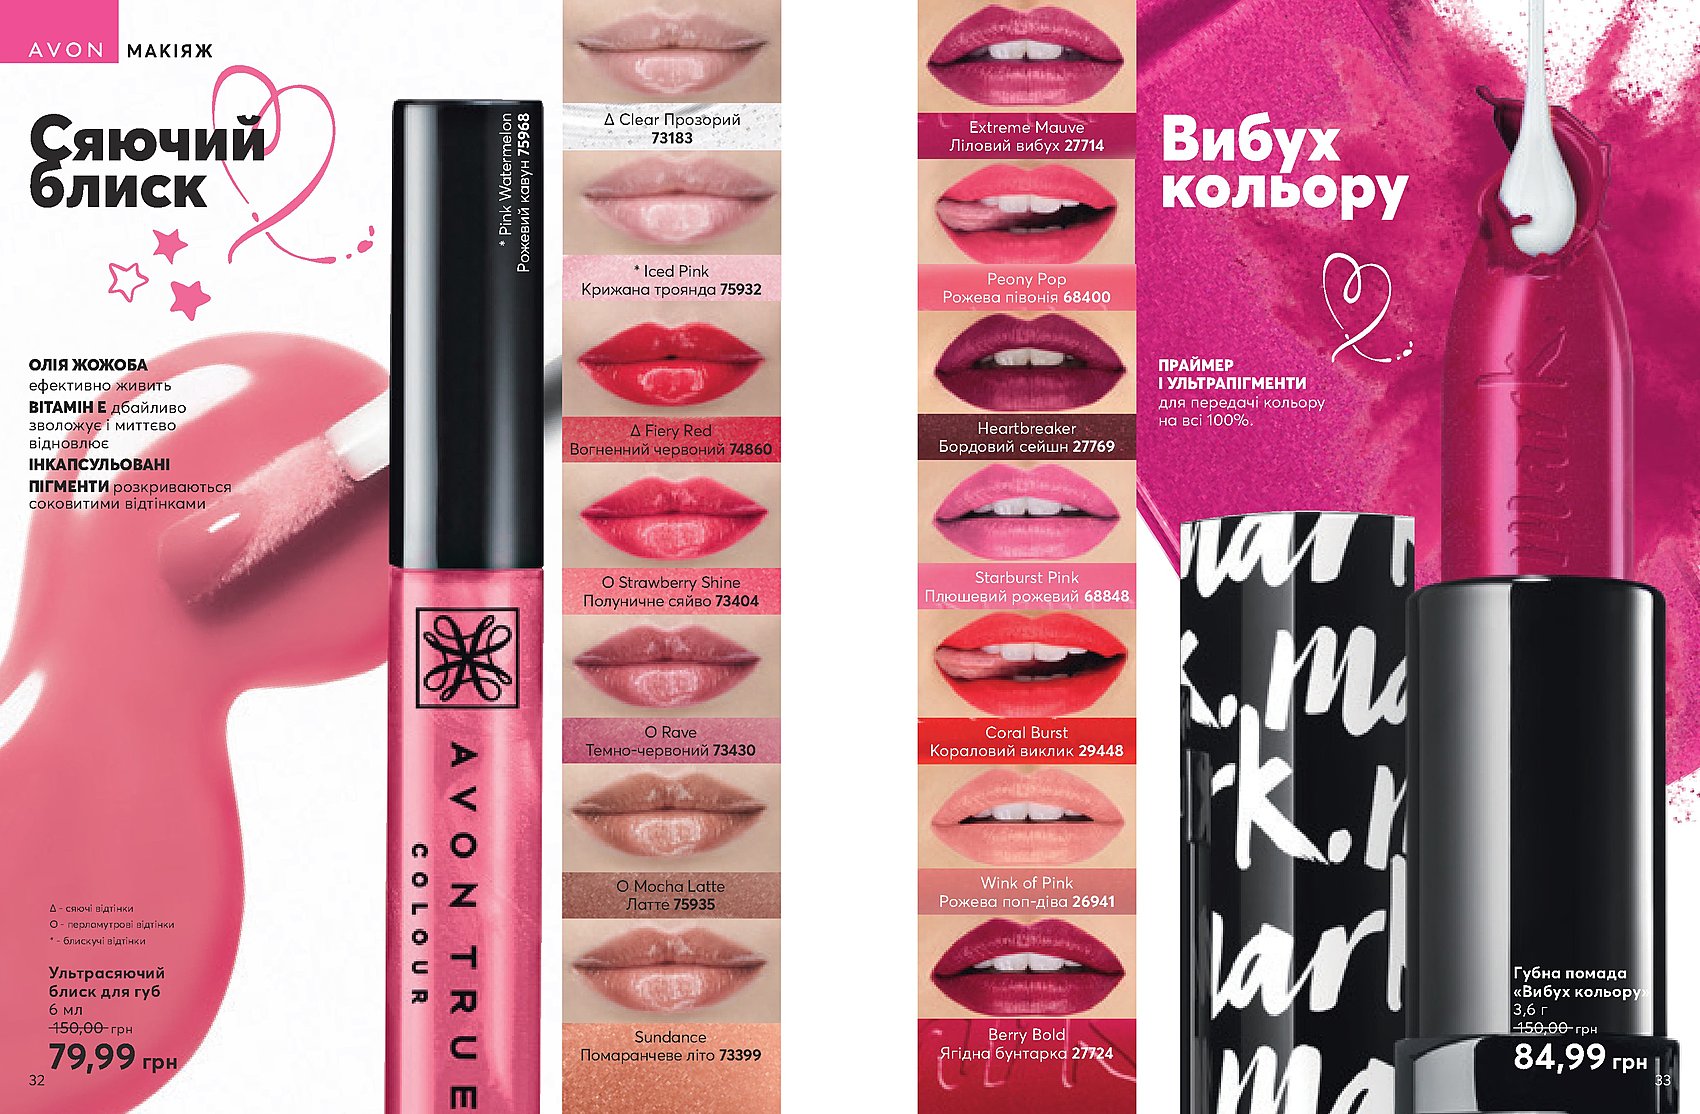 AVON
МАКІЯЖ
Сяючий
блиск
ОЛІЯ ЖОЖОБА
ефективно живить
ВІТАМІН Е дбайливо
зволожує і миттєво
відновлює
ІНКАПСУЛЬОВАНІ
ПІГМЕНТИ розкриваються
соковитими відтінками
Δ - сяючі відтінки
О - перламутрові відтінки
* - блискучі відтінки
Ультрасяючий
блиск для губ
6 мл
150,00 грн
79,99 грн
32
* Pink Watermelon
Рожевий кавун 75968
AVON TRUE
COLOUR
Δ Clear Прозорий
73183
* Iced Pink
Крижана троянда 75932
Δ Fiery Red
Вогненний червоний 74860
О Strawberry Shine
Полуничне сяйво 73404
О Rave
Темно-червоний 73430
О Mocha Latte
Латте 75935
Sundance
Помаранчеве літо 73399
Extreme Mauve
Ліловий вибух 27714
Peony Pop
Рожева півонія 68400
Heartbreaker
Бордовий сейшн 27769
Starburst Pink
Плюшевий рожевий 68848
Coral Burst
Кораловий виклик 29448
Wink of Pink
Рожева поп-діва 26941
Berry Bold
Ягідна бунтарка 27724
Вибух
кольору
ПРАЙМЕР
І УЛЬТРАПІГМЕНТИ
для передачі кольору
на всі 100%.
mark.
Губна помада
«Вибух кольору»
3,6 г
150,00 грн
84,99 грн
33